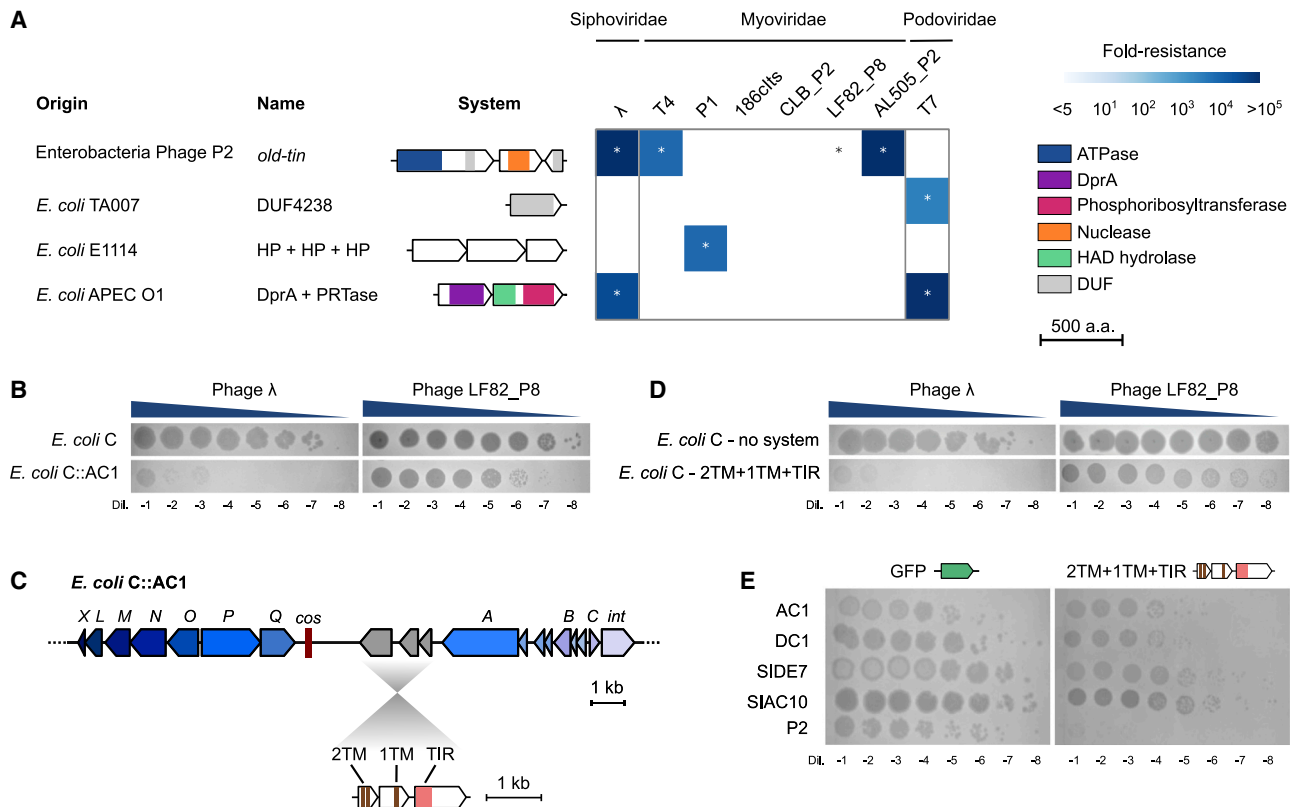 A
Siphoviridae Myoviridae Podoviridae
Fold-resistance
<5 10¹ 10² 10³ 10⁴ >10⁵
Origin Name System
λ T4 P1 186cIts CLB_P2 LF82_P8 AL505_P2 T7
Enterobacteria Phage P2 old-tin * * * *
E. coli TA007 DUF4238 *
E. coli E1114 HP + HP + HP *
E. coli APEC O1 DprA + PRTase * *
ATPase
DprA
Phosphoribosyltransferase
Nuclease
HAD hydrolase
DUF
500 a.a.
B
Phage λ Phage LF82_P8
E. coli C
E. coli C::AC1
Dil. -1 -2 -3 -4 -5 -6 -7 -8 -1 -2 -3 -4 -5 -6 -7 -8
D
Phage λ Phage LF82_P8
E. coli C - no system
E. coli C - 2TM+1TM+TIR
Dil. -1 -2 -3 -4 -5 -6 -7 -8 -1 -2 -3 -4 -5 -6 -7 -8
C
E. coli C::AC1
X L M N O P Q cos A B C int
1 kb
2TM 1TM TIR
1 kb
E
GFP 2TM+1TM+TIR
AC1
DC1
SIDE7
SIAC10
P2
Dil. -1 -2 -3 -4 -5 -6 -7 -8 -1 -2 -3 -4 -5 -6 -7 -8